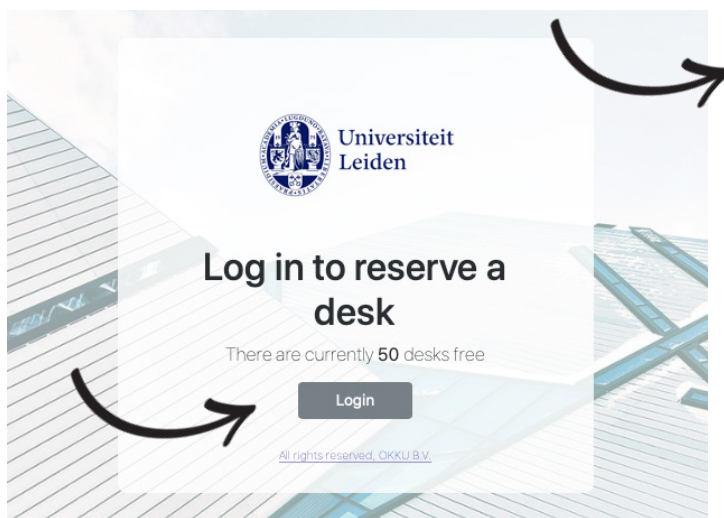 Universiteit
Leiden
Log in to reserve a
desk
There are currently 50 desks free
Login
All rights reserved, OKKU B.V.